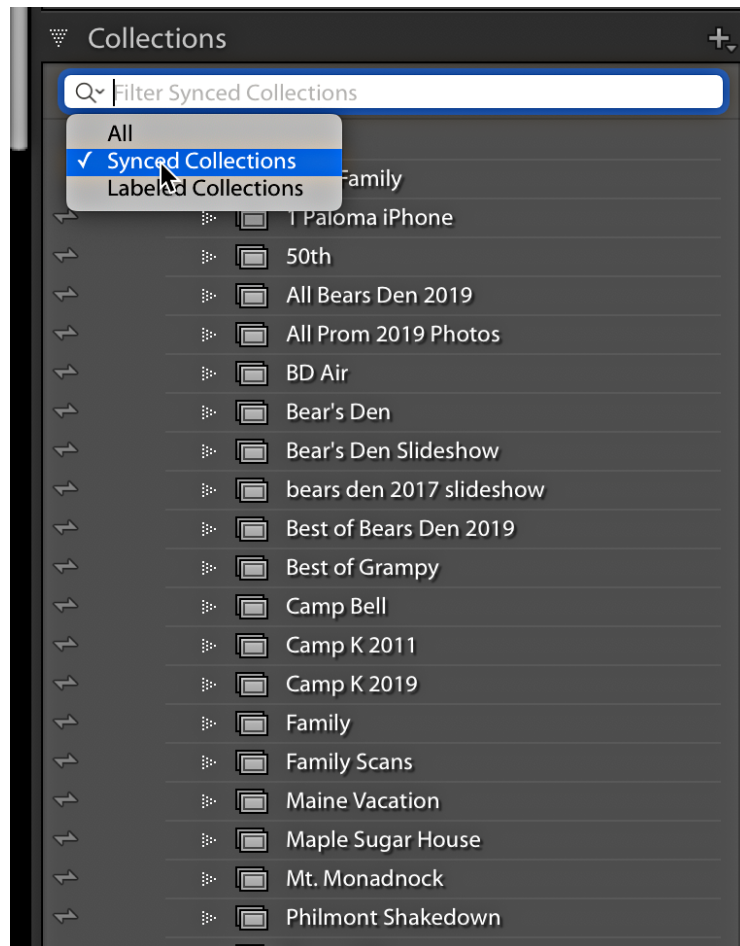 Collections
Filter Synced Collections
All
✓ Synced Collections
Labeled Collections
Family
1 Paloma iPhone
50th
All Bears Den 2019
All Prom 2019 Photos
BD Air
Bear's Den
Bear's Den Slideshow
bears den 2017 slideshow
Best of Bears Den 2019
Best of Grampy
Camp Bell
Camp K 2011
Camp K 2019
Family
Family Scans
Maine Vacation
Maple Sugar House
Mt. Monadnock
Philmont Shakedown